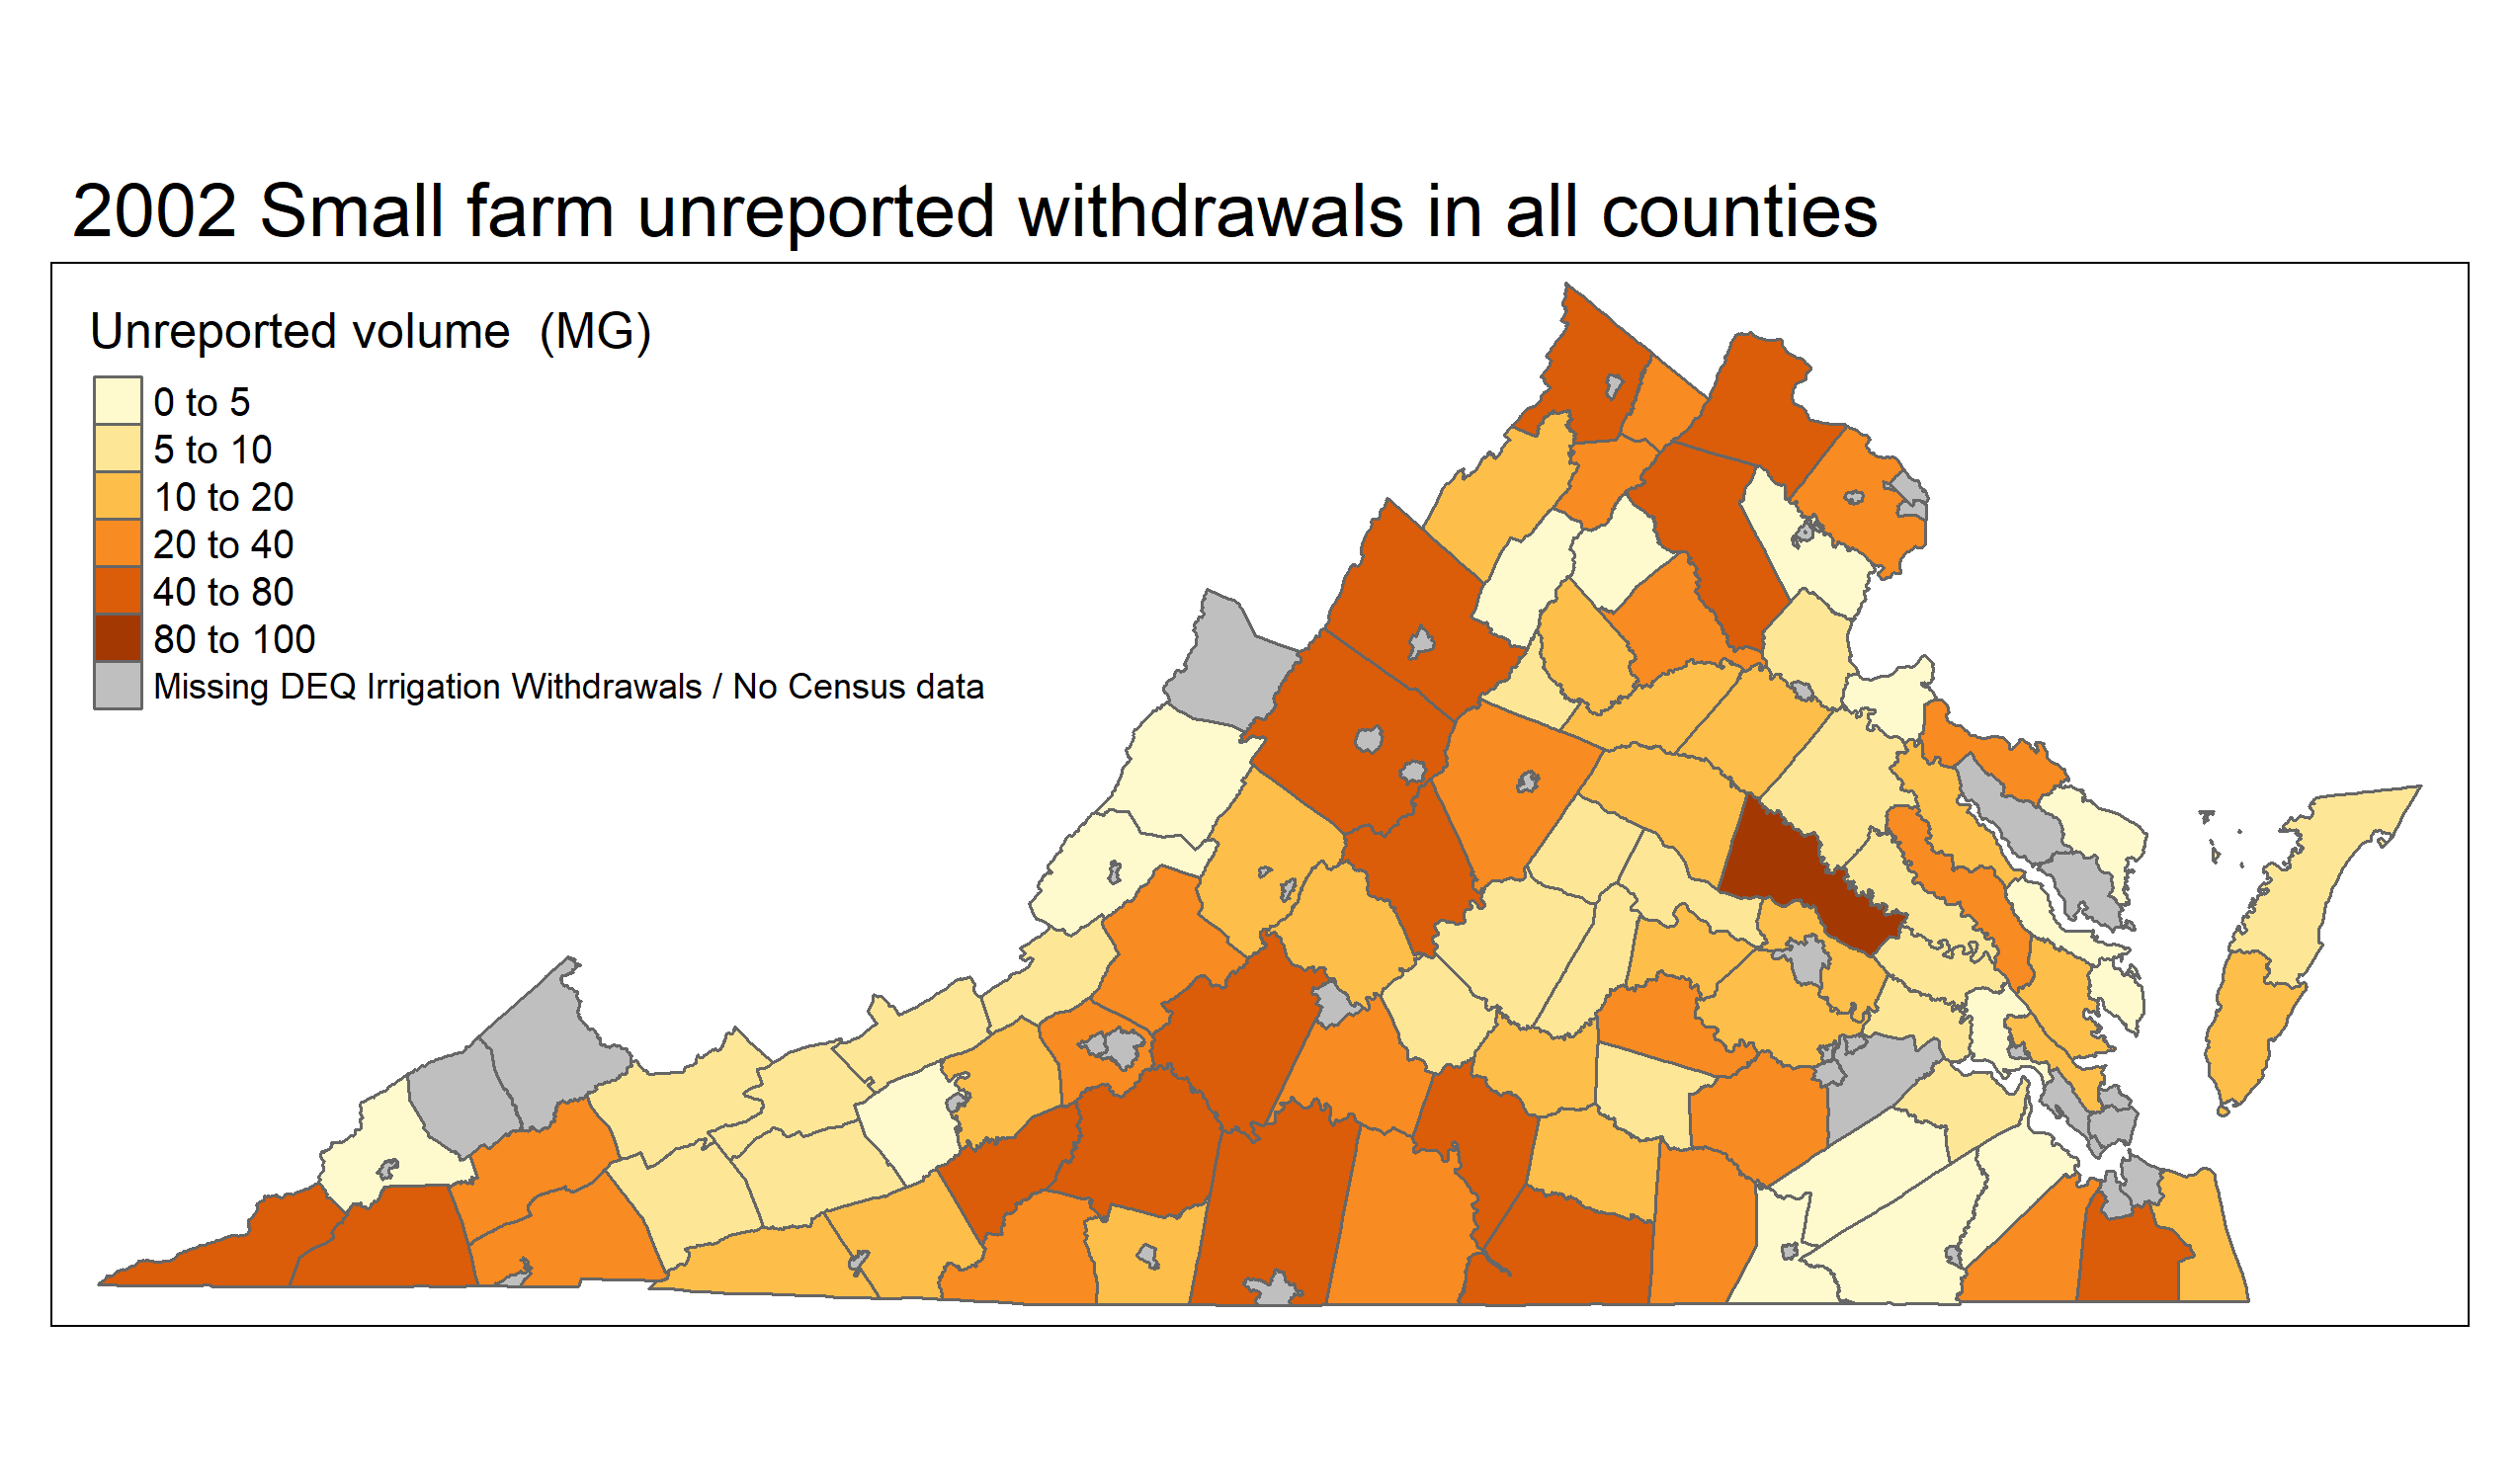 2002 Small farm unreported withdrawals in all counties
Unreported volume  (MG)
0 to 5
5 to 10
10 to 20
20 to 40
40 to 80
80 to 100
Missing DEQ Irrigation Withdrawals / No Census data